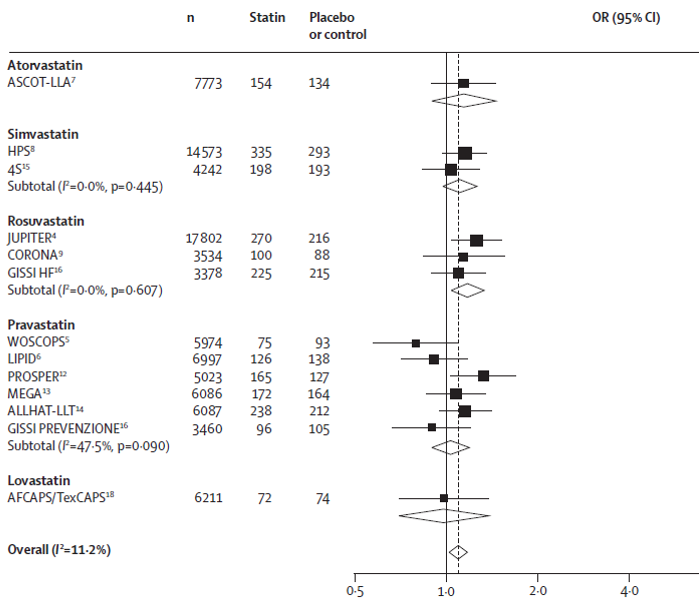 n Statin Placebo or control OR (95% CI)
Atorvastatin
ASCOT-LLA⁷ 7773 154 134
Simvastatin
HPS⁸ 14573 335 293
4S¹⁵ 4242 198 193
Subtotal (I²=0·0%, p=0·445)
Rosuvastatin
JUPITER⁴ 17802 270 216
CORONA⁹ 3534 100 88
GISSI HF¹⁶ 3378 225 215
Subtotal (I²=0·0%, p=0·607)
Pravastatin
WOSCOPS⁵ 5974 75 93
LIPID⁶ 6997 126 138
PROSPER¹² 5023 165 127
MEGA¹³ 6086 172 164
ALLHAT-LLT¹⁴ 6087 238 212
GISSI PREVENZIONE¹⁶ 3460 96 105
Subtotal (I²=47·5%, p=0·090)
Lovastatin
AFCAPS/TexCAPS¹⁸ 6211 72 74
Overall (I²=11·2%)
0·5 1·0 2·0 4·0